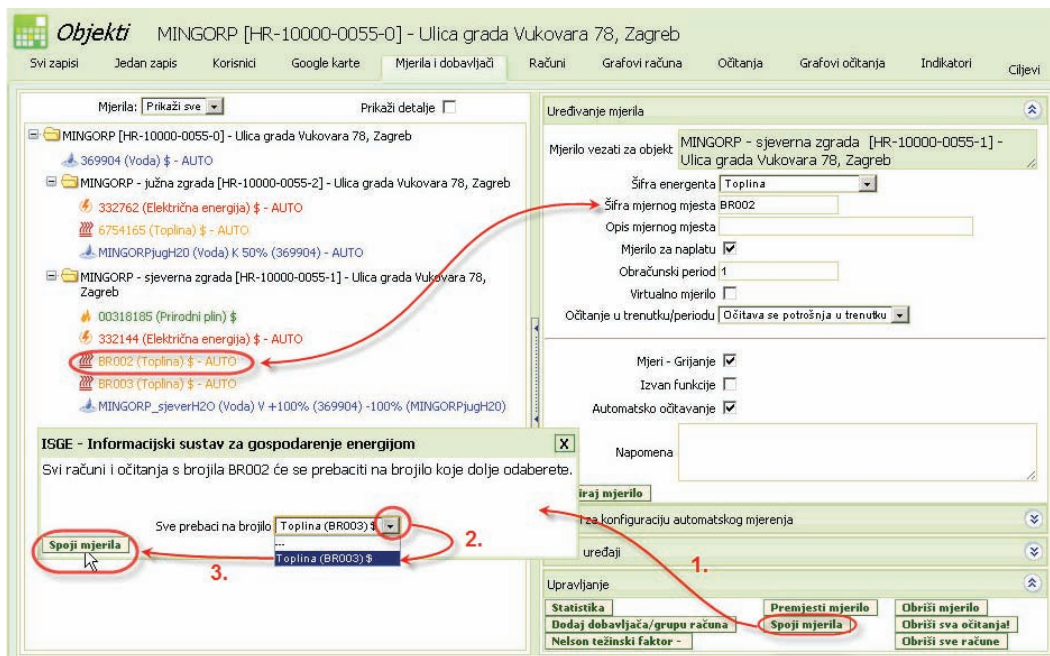 Objekti MINGORP [HR-10000-0055-0] - Ulica grada Vukovara 78, Zagreb
Svi zapisi Jedan zapis Korisnici Google karte Mjerila i dobavljači Računi Grafovi računa Očitanja Grafovi očitanja Indikatori Ciljevi
Mjerila: Prikaži sve Prikaži detalje
MINGORP [HR-10000-0055-0] - Ulica grada Vukovara 78, Zagreb
369904 (Voda) $ - AUTO
MINGORP - južna zgrada [HR-10000-0055-2] - Ulica grada Vukovara 78, Zagreb
332762 (Električna energija) $ - AUTO
6754165 (Toplina) $ - AUTO
MINGORPjugH20 (Voda) K 50% (369904) - AUTO
MINGORP - sjeverna zgrada [HR-10000-0055-1] - Ulica grada Vukovara 78,
Zagreb
00318185 (Prirodni plin) $
332144 (Električna energija) $ - AUTO
BR002 (Toplina) $ - AUTO
BR003 (Toplina) $ - AUTO
MINGORP_sjeverH2O (Voda) V +100% (369904) -100% (MINGORPjugH20)
Uređivanje mjerila
Mjerilo vezati za objekt MINGORP - sjeverna zgrada [HR-10000-0055-1] -
Ulica grada Vukovara 78, Zagreb
Šifra energenta Toplina
Šifra mjernog mjesta BR002
Opis mjernog mjesta
Mjerilo za naplatu
Obračunski period 1
Virtualno mjerilo
Očitanje u trenutku/periodu Očitava se potrošnja u trenutku
Mjeri - Grijanje
Izvan funkcije
Automatsko očitavanje
Napomena
iraj mjerilo
i za konfiguraciju automatskog mjerenja
uređaji
Upravljanje
Statistika Premjesti mjerilo Obriši mjerilo
Dodaj dobavljača/grupu računa Spoji mjerila Obriši sva očitanja!
Nelson težinski faktor - Obriši sve račune
ISGE - Informacijski sustav za gospodarenje energijom X
Svi računi i očitanja s brojila BR002 će se prebaciti na brojilo koje dolje odaberete.
Sve prebaci na brojilo Toplina (BR003) $
---
Toplina (BR003) $
Spoji mjerila
1.
2.
3.